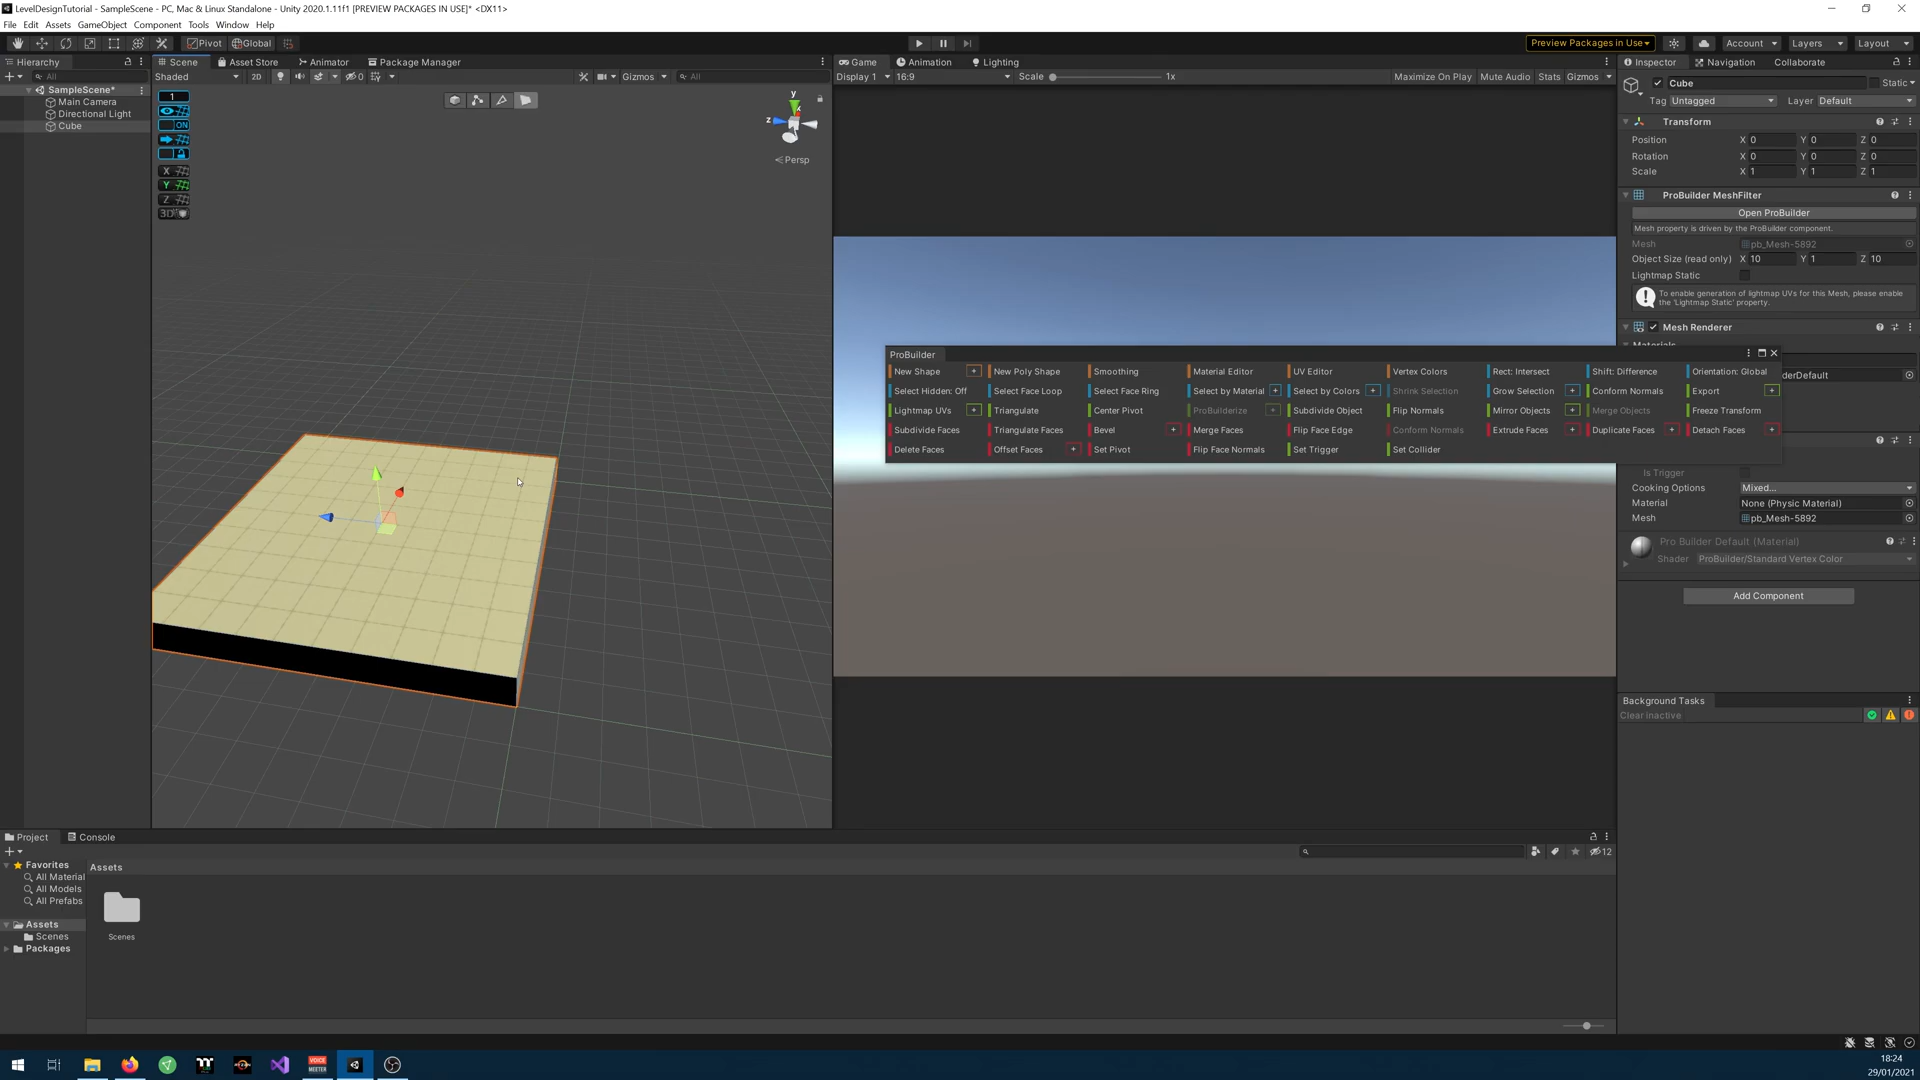 LevelDesignTutorial - SampleScene - PC, Mac & Linux Standalone - Unity 2020.1.11f1 [PREVIEW PACKAGES IN USE]* <DX11>
File Edit Assets GameObject Component Tools Window Help
Pivot Global Preview Packages in Use Account Layers Layout
Hierarchy
All
SampleScene*
Main Camera
Directional Light
Cube
Scene Asset Store Animator Package Manager
Shaded 2D 0 Gizmos All
1
ON
X
Y
Z
3D
y
z
Persp
Game Animation Lighting
Display 1 16:9 Scale 1x Maximize On Play Mute Audio Stats Gizmos
ProBuilder
New Shape + New Poly Shape Smoothing Material Editor UV Editor Vertex Colors Rect: Intersect Shift: Difference Orientation: Global
Select Hidden: Off Select Face Loop Select Face Ring Select by Material + Select by Colors + Shrink Selection Grow Selection + Conform Normals Export +
Lightmap UVs + Triangulate Center Pivot ProBuilderize + Subdivide Object Flip Normals Mirror Objects + Merge Objects Freeze Transform
Subdivide Faces Triangulate Faces Bevel + Merge Faces Flip Face Edge Conform Normals Extrude Faces + Duplicate Faces + Detach Faces +
Delete Faces Offset Faces + Set Pivot Flip Face Normals Set Trigger Set Collider
Inspector Navigation Collaborate
Cube Static
Tag Untagged Layer Default
Transform
Position X 0 Y 0 Z 0
Rotation X 0 Y 0 Z 0
Scale X 1 Y 1 Z 1
ProBuilder MeshFilter
Open ProBuilder
Mesh property is driven by the ProBuilder component.
Mesh pb_Mesh-5892
Object Size (read only) X 10 Y 1 Z 10
Lightmap Static
To enable generation of lightmap UVs for this Mesh, please enable
the 'Lightmap Static' property.
Mesh Renderer
Materials
derDefault
Is Trigger
Cooking Options Mixed...
Material None (Physic Material)
Mesh pb_Mesh-5892
Pro Builder Default (Material)
Shader ProBuilder/Standard Vertex Color
Add Component
Background Tasks
Clear inactive
Project Console
12
Favorites
All Material
All Models
All Prefabs
Assets
Scenes
Packages
Assets
Scenes
VOICE
MEETER
18:24
29/01/2021